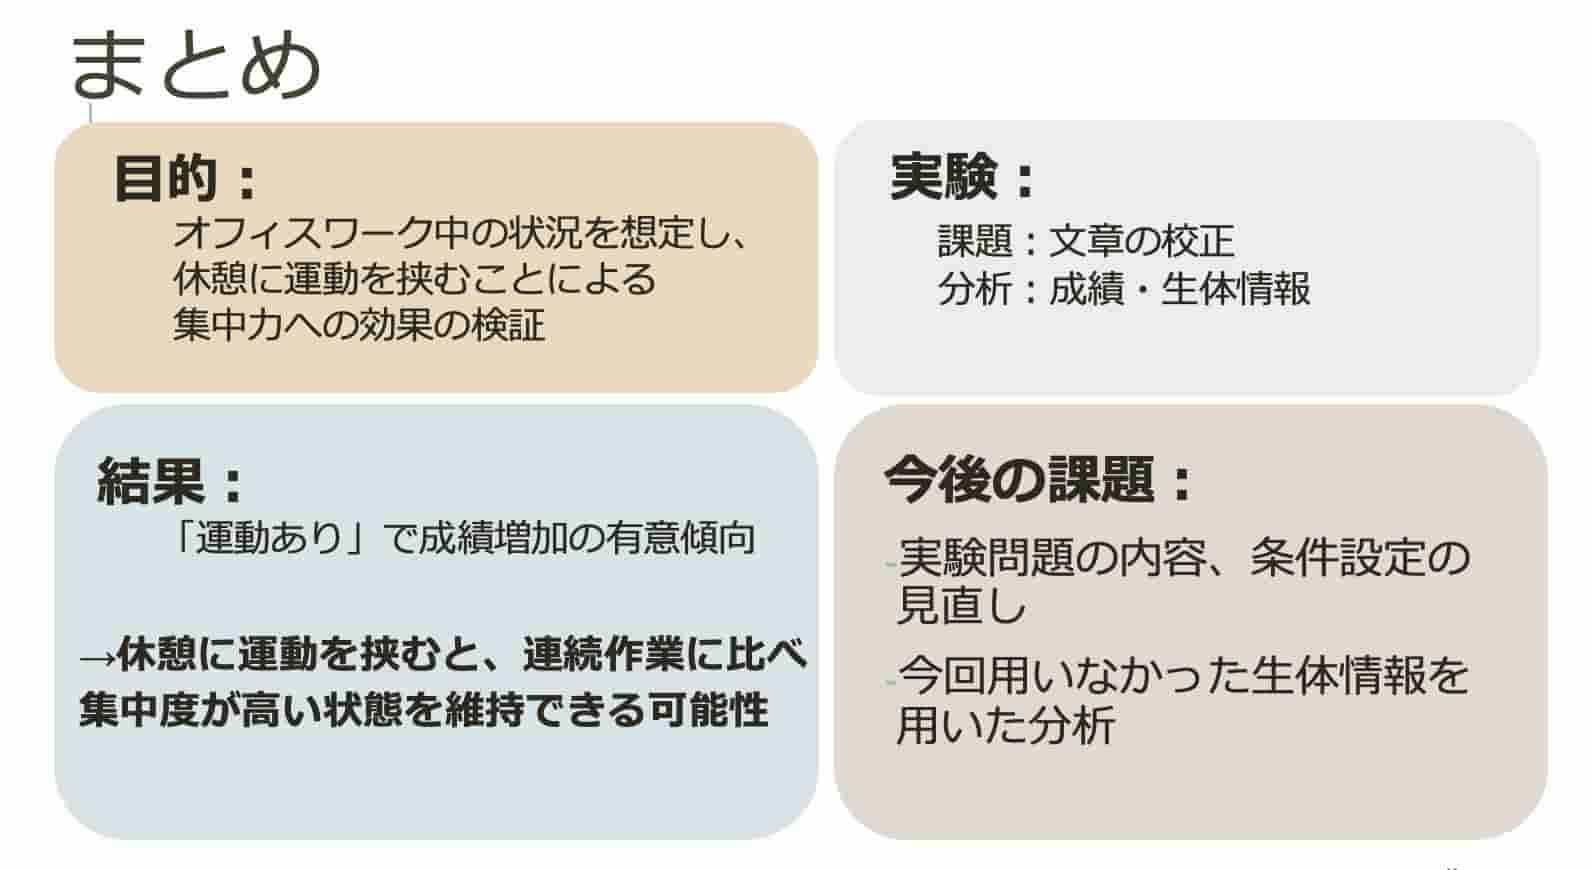 まとめ
目的：
オフィスワーク中の状況を想定し、
休憩に運動を挟むことによる
集中力への効果の検証
実験：
課題：文章の校正
分析：成績・生体情報
結果：
「運動あり」で成績増加の有意傾向
→休憩に運動を挟むと、連続作業に比べ
集中度が高い状態を維持できる可能性
今後の課題：
-実験問題の内容、条件設定の
見直し
-今回用いなかった生体情報を
用いた分析